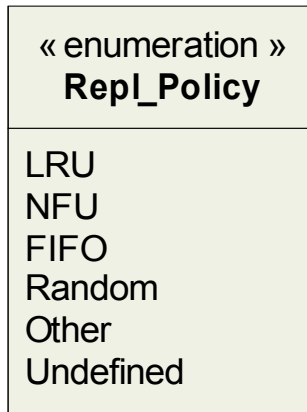 « enumeration »
Repl_Policy
LRU
NFU
FIFO
Random
Other
Undefined